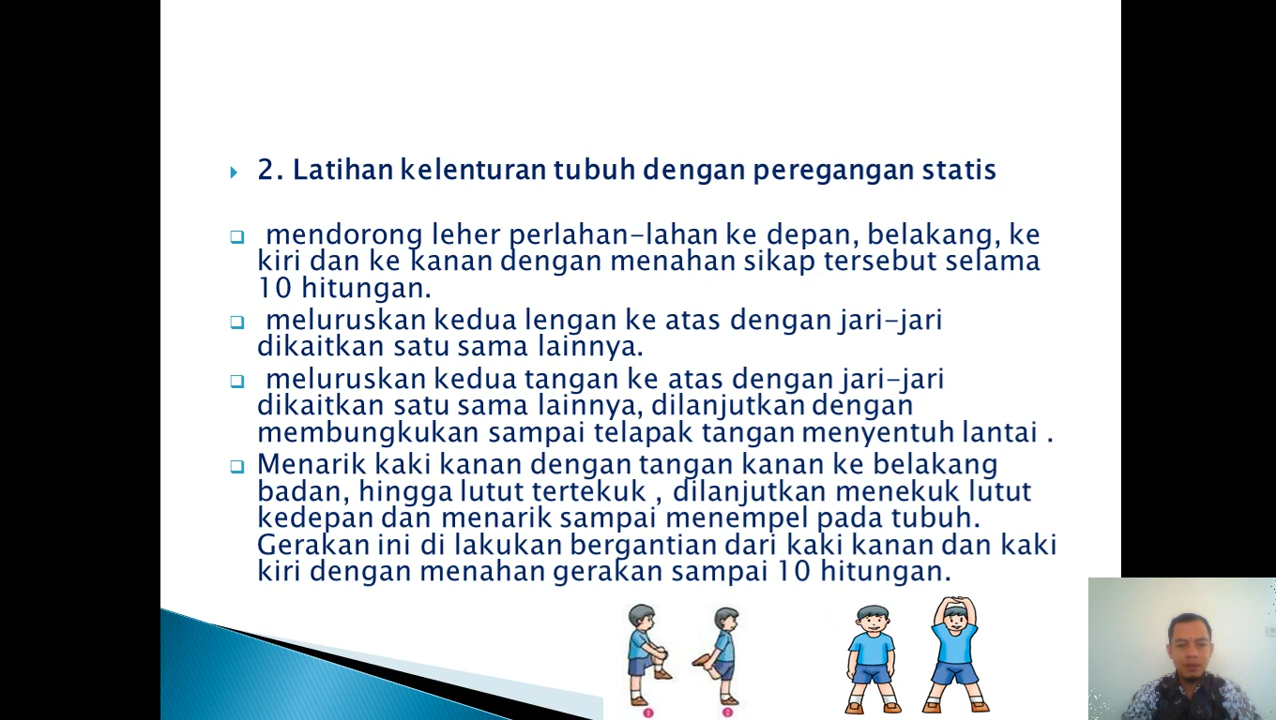 2. Latihan kelenturan tubuh dengan peregangan statis
mendorong leher perlahan-lahan ke depan, belakang, ke
kiri dan ke kanan dengan menahan sikap tersebut selama
10 hitungan.
meluruskan kedua lengan ke atas dengan jari-jari
dikaitkan satu sama lainnya.
meluruskan kedua tangan ke atas dengan jari-jari
dikaitkan satu sama lainnya, dilanjutkan dengan
membungkukan sampai telapak tangan menyentuh lantai .
Menarik kaki kanan dengan tangan kanan ke belakang
badan, hingga lutut tertekuk , dilanjutkan menekuk lutut
kedepan dan menarik sampai menempel pada tubuh.
Gerakan ini di lakukan bergantian dari kaki kanan dan kaki
kiri dengan menahan gerakan sampai 10 hitungan.